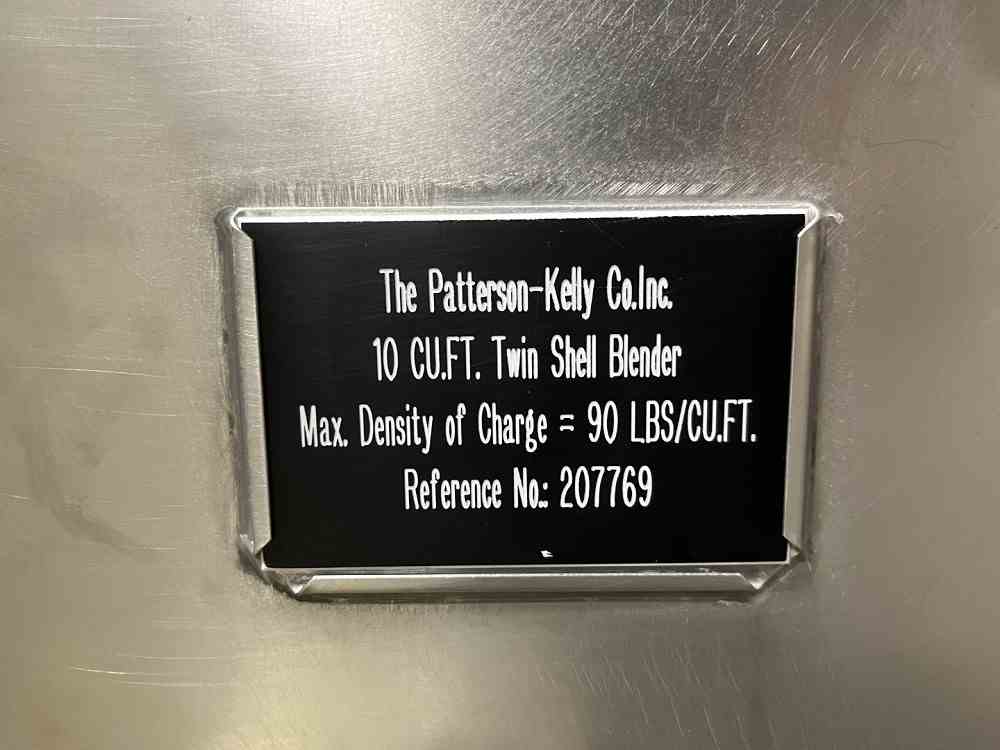 The Patterson-Kelly Co.Inc.
10 CU.FT. Twin Shell Blender
Max. Density of Charge = 90 LBS/CU.FT.
Reference No.: 207769